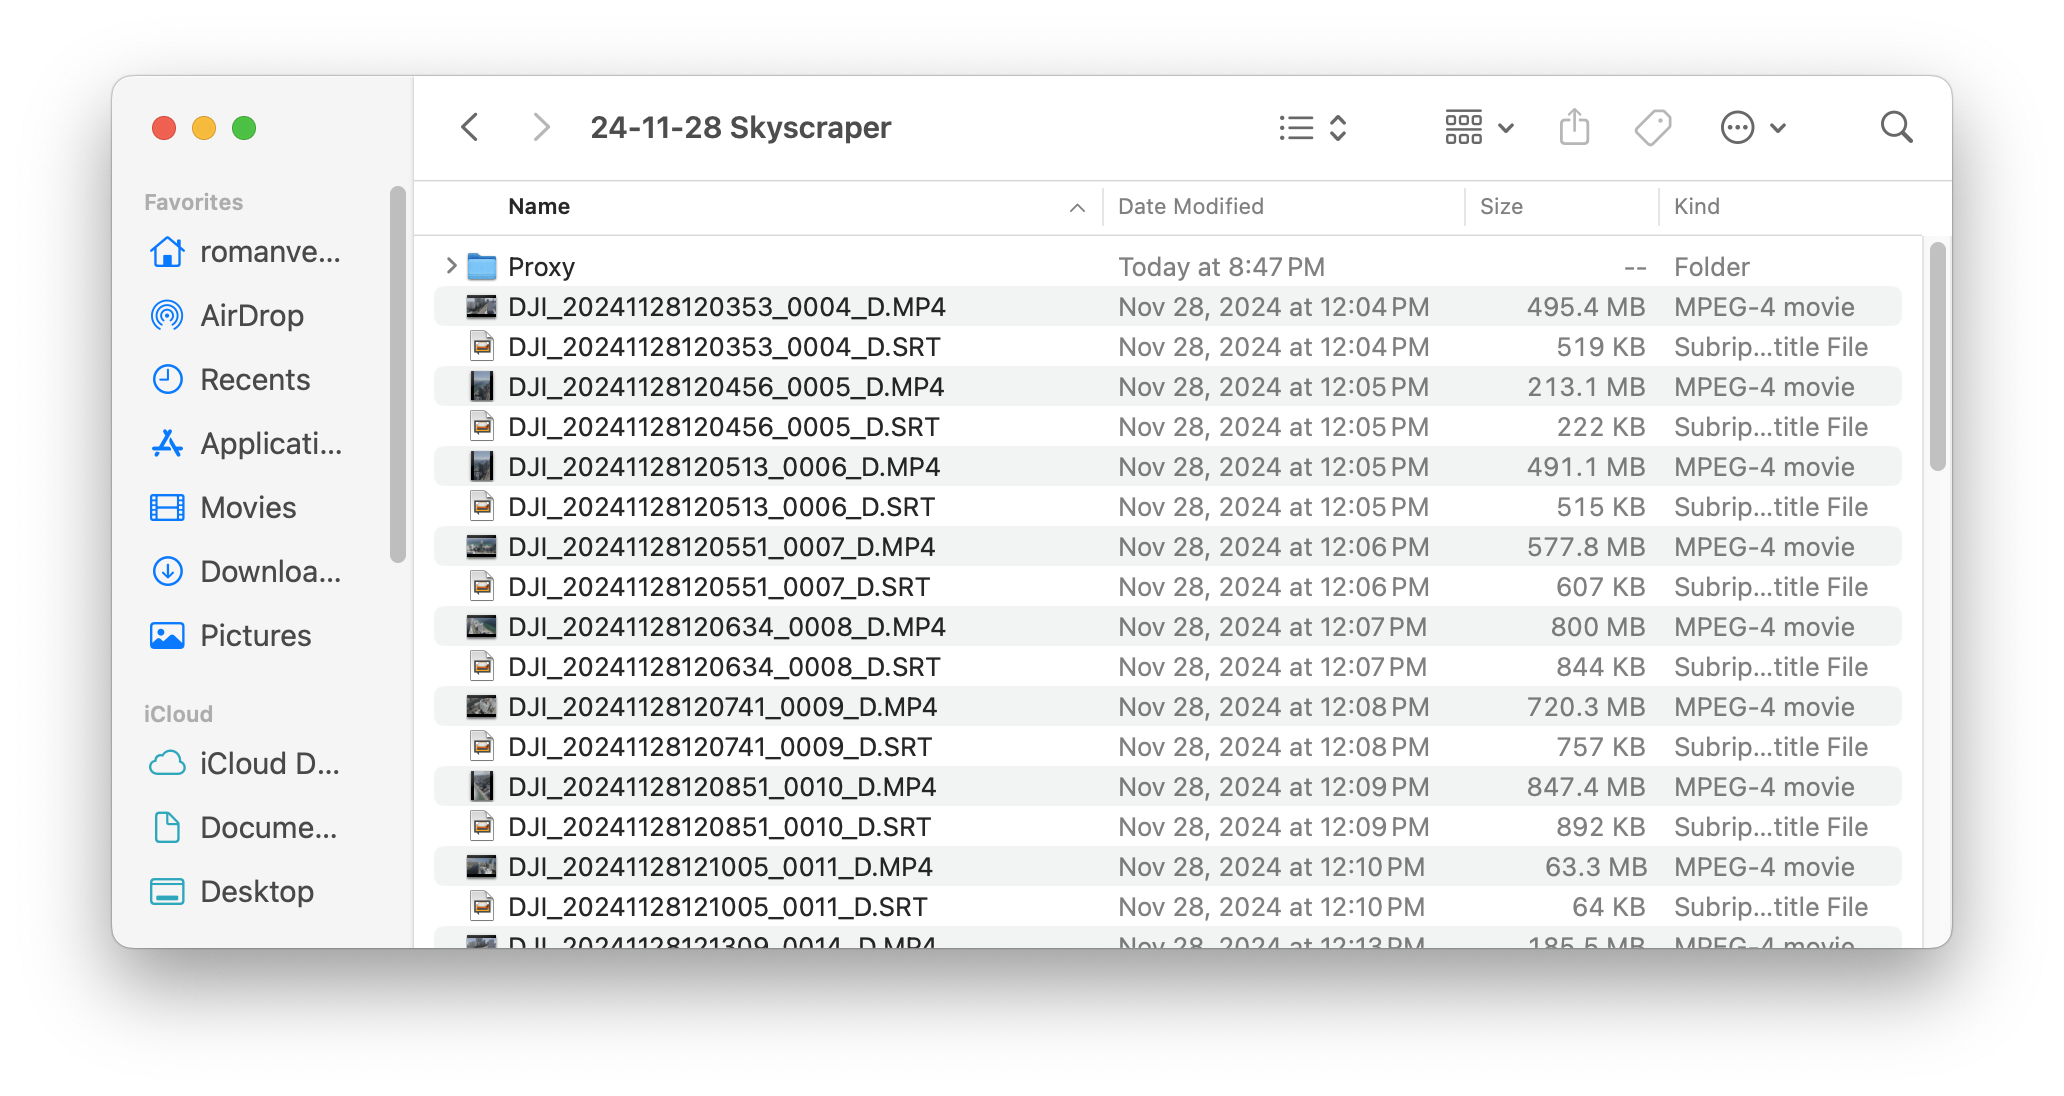 24-11-28 Skyscraper
Favorites
romanve...
AirDrop
Recents
Applicati...
Movies
Downloa...
Pictures
iCloud
iCloud D...
Docume...
Desktop
Name Date Modified Size Kind
Proxy Today at 8:47 PM -- Folder
DJI_20241128120353_0004_D.MP4 Nov 28, 2024 at 12:04 PM 495.4 MB MPEG-4 movie
DJI_20241128120353_0004_D.SRT Nov 28, 2024 at 12:04 PM 519 KB Subrip...title File
DJI_20241128120456_0005_D.MP4 Nov 28, 2024 at 12:05 PM 213.1 MB MPEG-4 movie
DJI_20241128120456_0005_D.SRT Nov 28, 2024 at 12:05 PM 222 KB Subrip...title File
DJI_20241128120513_0006_D.MP4 Nov 28, 2024 at 12:05 PM 491.1 MB MPEG-4 movie
DJI_20241128120513_0006_D.SRT Nov 28, 2024 at 12:05 PM 515 KB Subrip...title File
DJI_20241128120551_0007_D.MP4 Nov 28, 2024 at 12:06 PM 577.8 MB MPEG-4 movie
DJI_20241128120551_0007_D.SRT Nov 28, 2024 at 12:06 PM 607 KB Subrip...title File
DJI_20241128120634_0008_D.MP4 Nov 28, 2024 at 12:07 PM 800 MB MPEG-4 movie
DJI_20241128120634_0008_D.SRT Nov 28, 2024 at 12:07 PM 844 KB Subrip...title File
DJI_20241128120741_0009_D.MP4 Nov 28, 2024 at 12:08 PM 720.3 MB MPEG-4 movie
DJI_20241128120741_0009_D.SRT Nov 28, 2024 at 12:08 PM 757 KB Subrip...title File
DJI_20241128120851_0010_D.MP4 Nov 28, 2024 at 12:09 PM 847.4 MB MPEG-4 movie
DJI_20241128120851_0010_D.SRT Nov 28, 2024 at 12:09 PM 892 KB Subrip...title File
DJI_20241128121005_0011_D.MP4 Nov 28, 2024 at 12:10 PM 63.3 MB MPEG-4 movie
DJI_20241128121005_0011_D.SRT Nov 28, 2024 at 12:10 PM 64 KB Subrip...title File
DJI_20241128121309_0014_D.MP4 Nov 28, 2024 at 12:13 PM 185.5 MB MPEG-4 movie